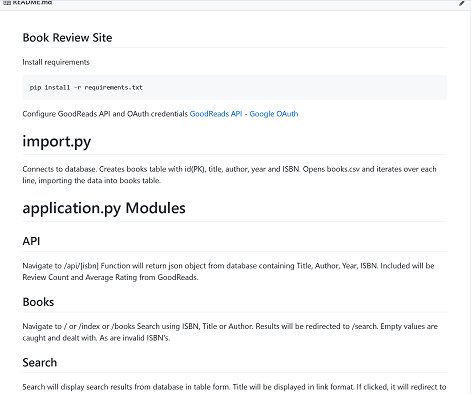 README.md
Book Review Site
Install requirements
pip install -r requirements.txt
Configure GoodReads API and OAuth credentials GoodReads API - Google OAuth
import.py
Connects to database. Creates books table with id(PK), title, author, year and ISBN. Opens books.csv and iterates over each
line, importing the data into books table.
application.py Modules
API
Navigate to /api/[isbn] Function will return json object from database containing Title, Author, Year, ISBN. Included will be
Review Count and Average Rating from GoodReads.
Books
Navigate to / or /index or /books Search using ISBN, Title or Author. Results will be redirected to /search. Empty values are
caught and dealt with. As are invalid ISBN's.
Search
Search will display search results from database in table form. Title will be displayed in link format. If clicked, it will redirect to